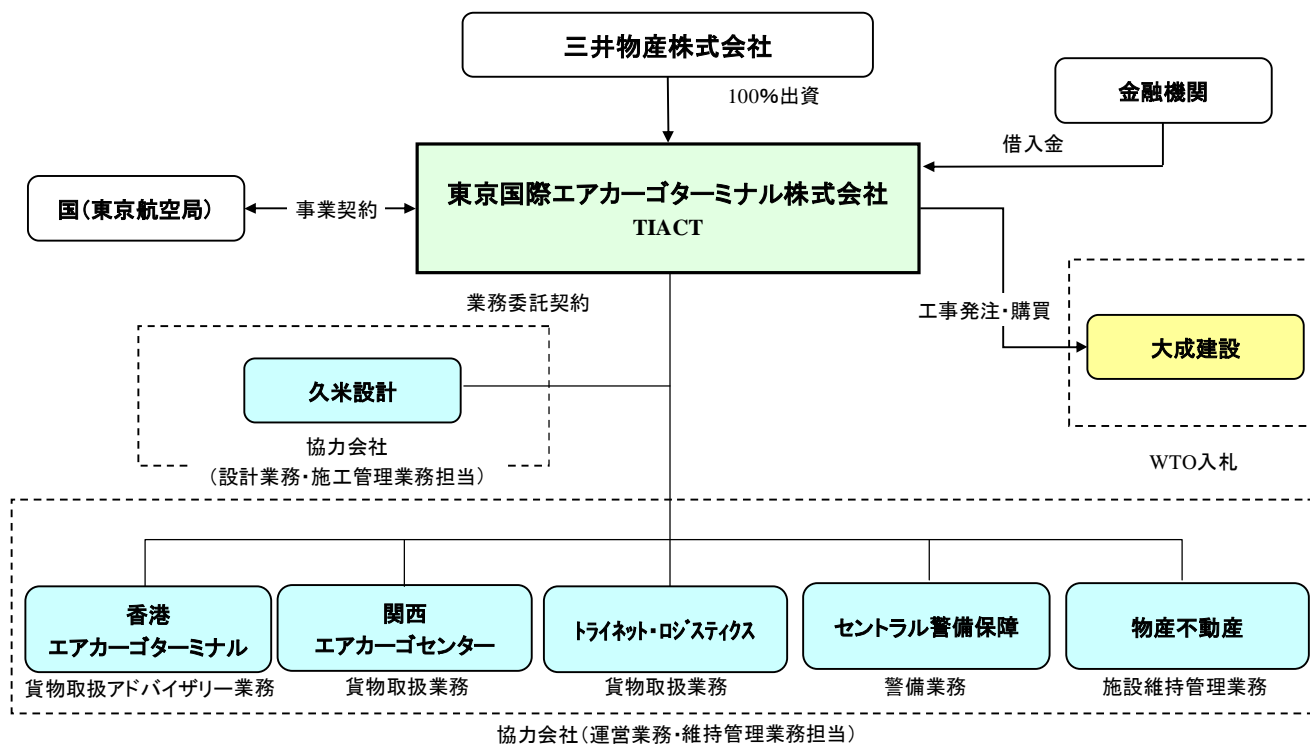 三井物産株式会社
100%出資
金融機関
借入金
東京国際エアカーゴターミナル株式会社
TIACT
国(東京航空局)
事業契約
業務委託契約
工事発注・購買
大成建設
久米設計
協力会社
(設計業務・施工管理業務担当)
WTO入札
香港
エアカーゴターミナル
関西
エアカーゴセンター
トライネット・ロジスティクス
セントラル警備保障
物産不動産
貨物取扱アドバイザリー業務
貨物取扱業務
貨物取扱業務
警備業務
施設維持管理業務
協力会社(運営業務・維持管理業務担当)